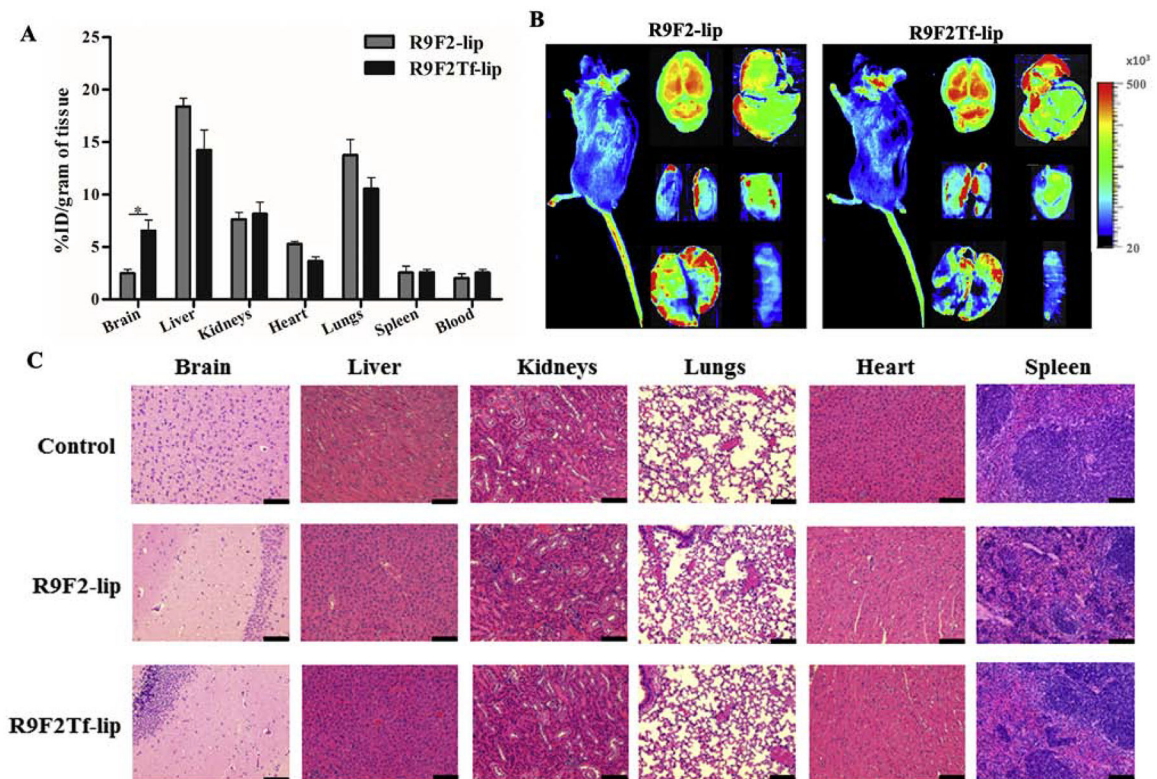 A
%ID/gram of tissue
25
20
15
10
5
0
R9F2-lip
R9F2Tf-lip
*
Brain Liver Kidneys Heart Lungs Spleen Blood
B
R9F2-lip R9F2Tf-lip
x10³
500
20
C
Brain Liver Kidneys Lungs Heart Spleen
Control
R9F2-lip
R9F2Tf-lip